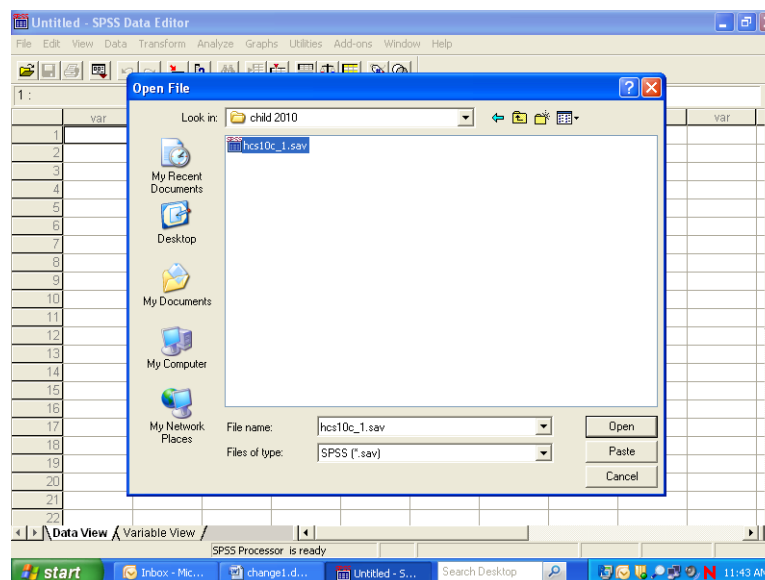 Untitled - SPSS Data Editor
File Edit View Data Transform Analyze Graphs Utilities Add-ons Window Help
1 :
var
var
Open File
Look in: child 2010
hcs10c_1.sav
My Recent Documents
Desktop
My Documents
My Computer
My Network Places
File name: hcs10c_1.sav
Files of type: SPSS (*.sav)
Open
Paste
Cancel
1
2
3
4
5
6
7
8
9
10
11
12
13
14
15
16
17
18
19
20
21
22
Data View Variable View
SPSS Processor is ready
start Inbox - Mic... change1.d... Untitled - S... Search Desktop N 11:43 AM